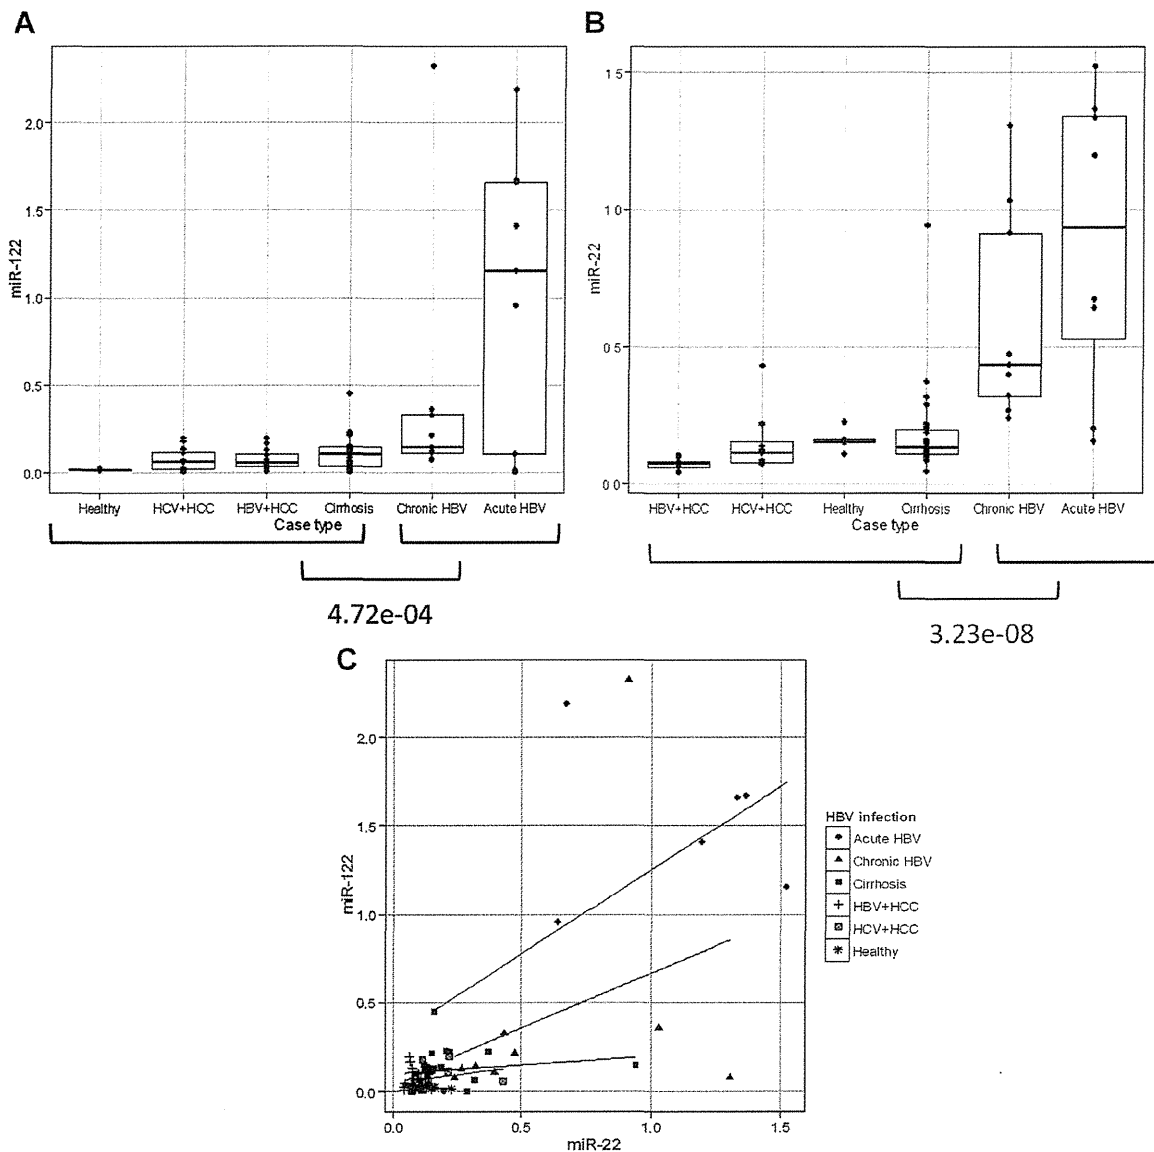 A
B
miR-122
2.0
1.5
1.0
0.5
0.0
Healthy HCV+HCC HBV+HCC Cirrhosis Chronic HBV Acute HBV
Case type
4.72e-04
miR-22
1.5
1.0
0.5
0.0
HBV+HCC HCV+HCC Healthy Cirrhosis Chronic HBV Acute HBV
Case type
3.23e-08
C
miR-122
2.0
1.5
1.0
0.5
0.0
0.0 0.5 1.0 1.5
miR-22
HBV infection
Acute HBV
Chronic HBV
Cirrhosis
HBV+HCC
HCV+HCC
Healthy